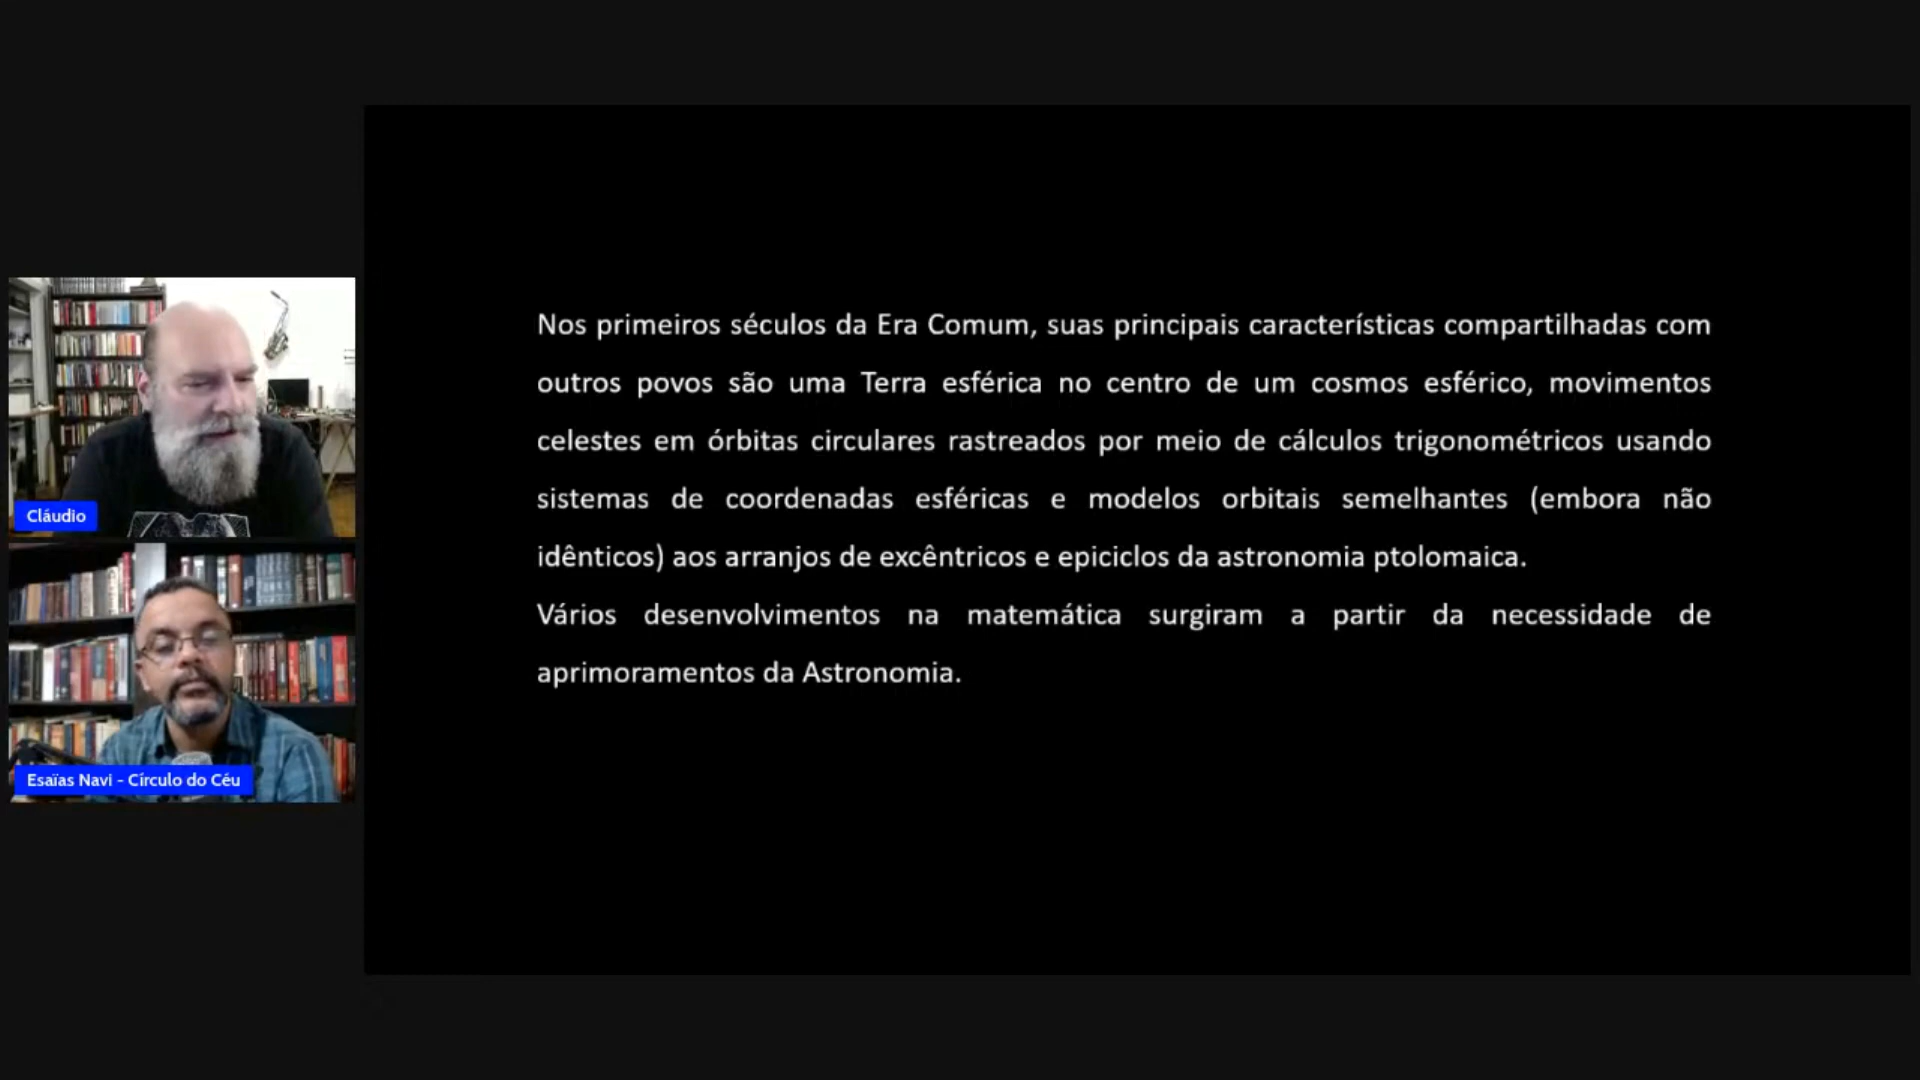 Nos primeiros séculos da Era Comum, suas principais características compartilhadas com
outros povos são uma Terra esférica no centro de um cosmos esférico, movimentos
celestes em órbitas circulares rastreados por meio de cálculos trigonométricos usando
sistemas de coordenadas esféricas e modelos orbitais semelhantes (embora não
idênticos) aos arranjos de excêntricos e epiciclos da astronomia ptolomaica.
Vários desenvolvimentos na matemática surgiram a partir da necessidade de
aprimoramentos da Astronomia.
Cláudio
Esaïas Navi - Círculo do Céu